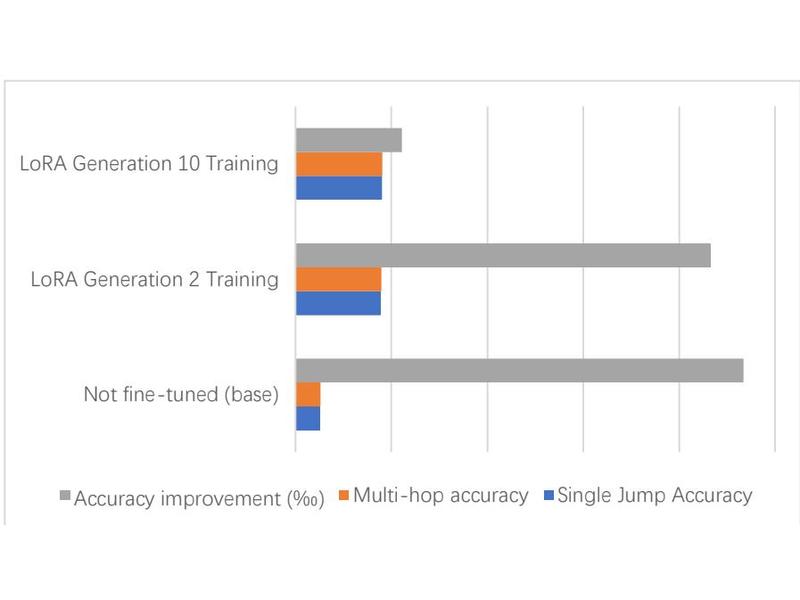 LoRA Generation 10 Training
LoRA Generation 2 Training
Not fine-tuned (base)
Accuracy improvement (‱) Multi-hop accuracy Single Jump Accuracy